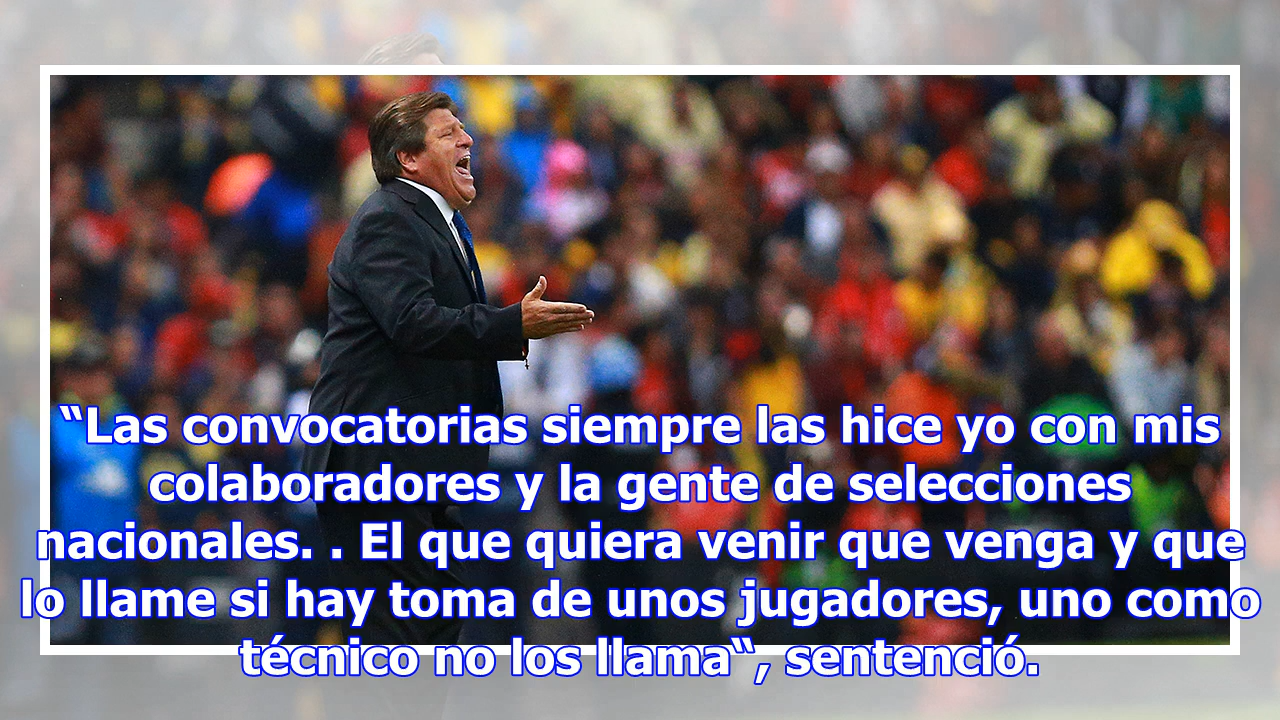 “Las convocatorias siempre las hice yo con mis
colaboradores y la gente de selecciones
nacionales. . El que quiera venir que venga y que
lo llame si hay toma de unos jugadores, uno como
técnico no los llama“, sentenció.